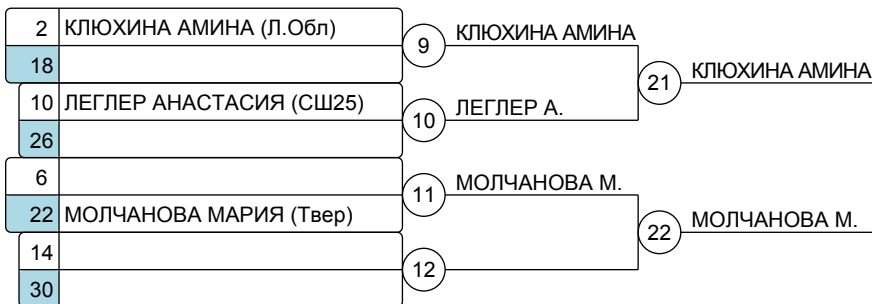 2 КЛЮХИНА АМИНА (Л.Обл)
9 КЛЮХИНА АМИНА
18
21 КЛЮХИНА АМИНА
10 ЛЕГЛЕР АНАСТАСИЯ (СШ25)
10 ЛЕГЛЕР А.
26
6
11 МОЛЧАНОВА М.
22 МОЛЧАНОВА МАРИЯ (Твер)
22 МОЛЧАНОВА М.
14
12
30